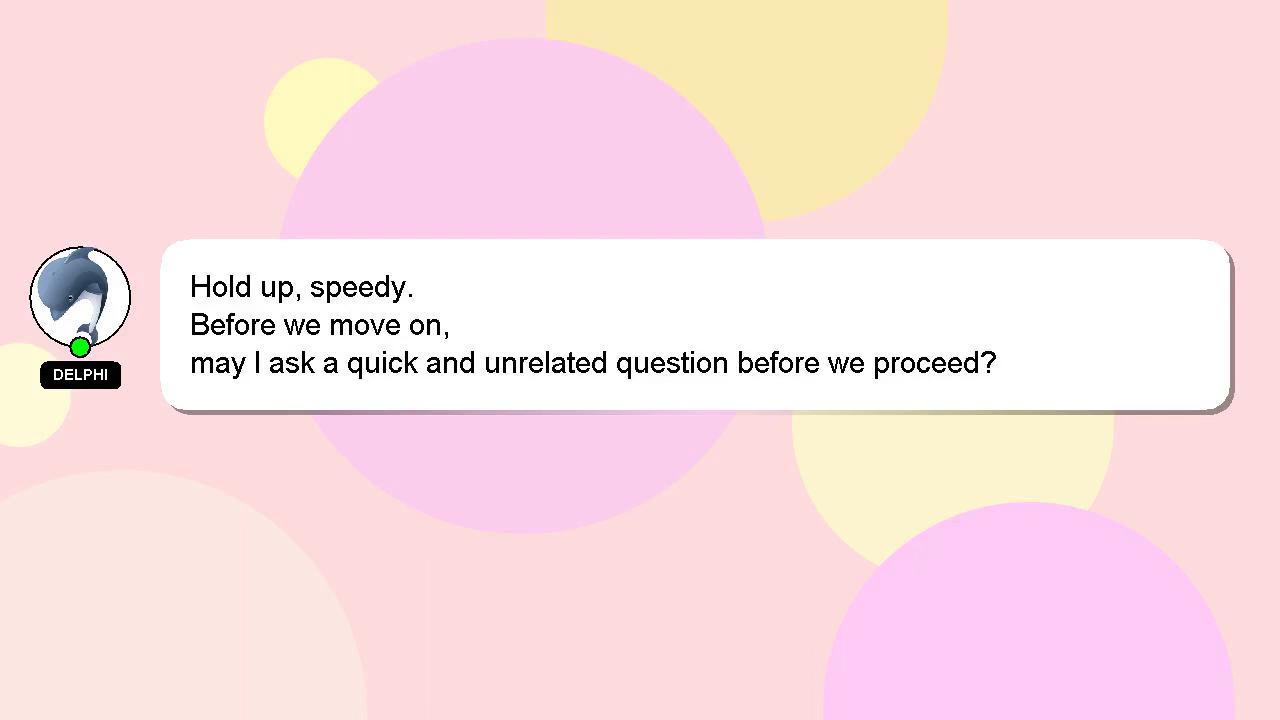 Hold up, speedy.
Before we move on,
may I ask a quick and unrelated question before we proceed?
DELPHI